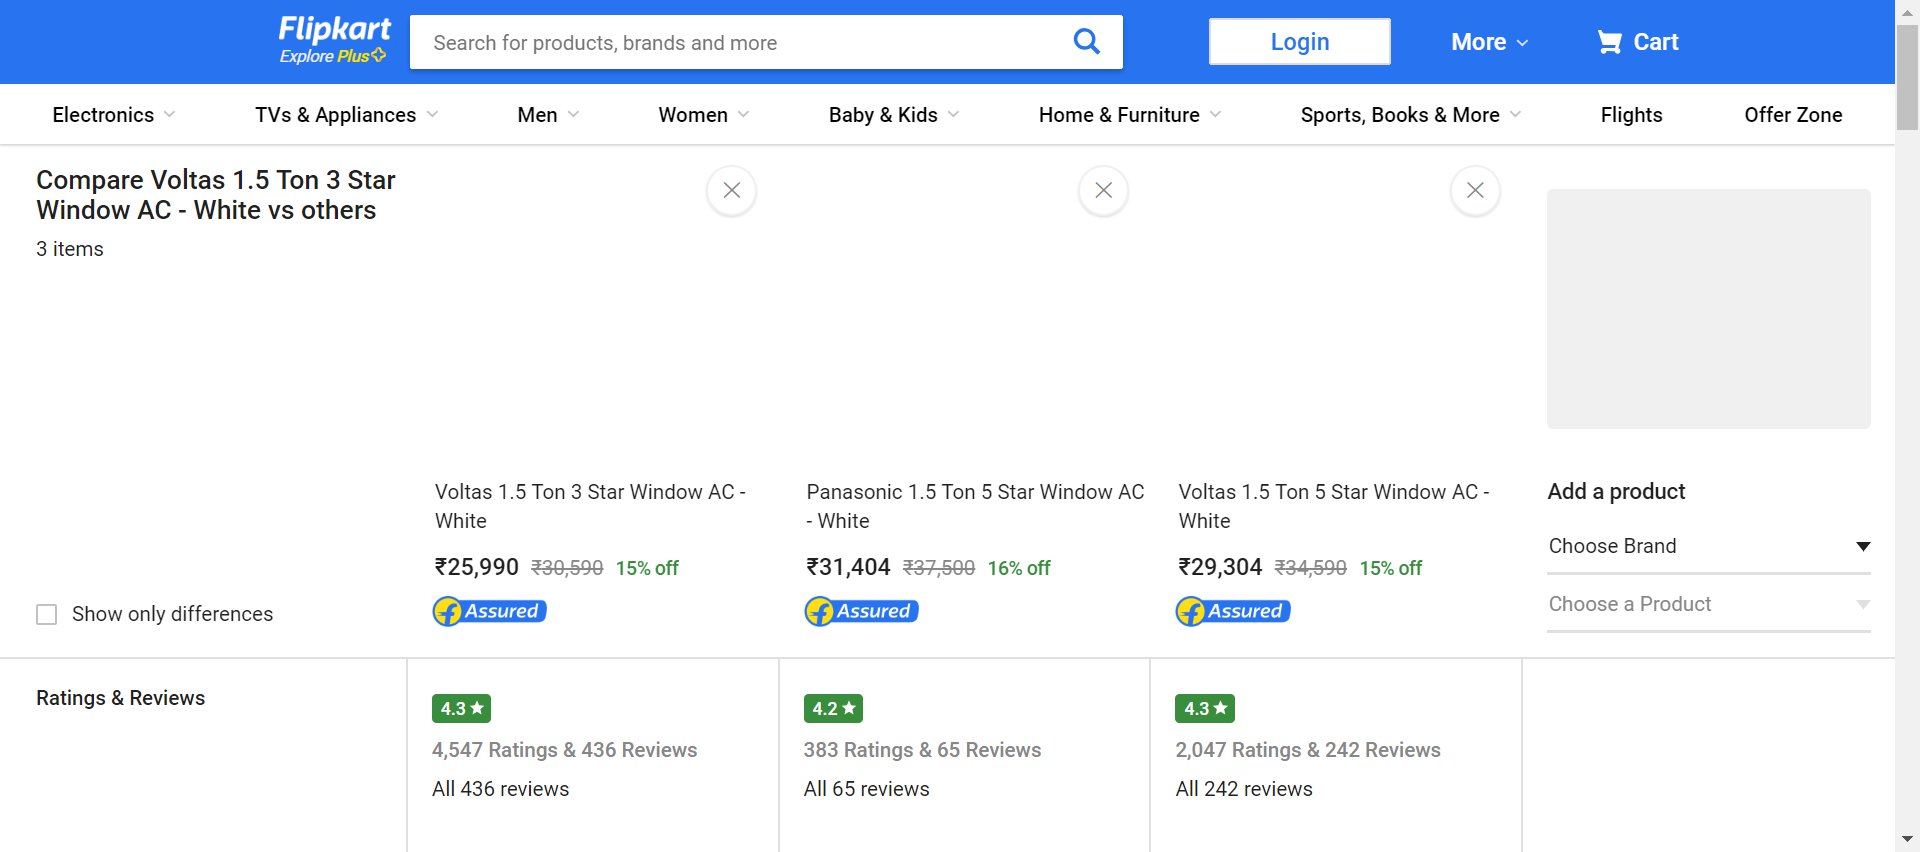 Flipkart
Explore Plus
Search for products, brands and more
Login
More
Cart
Electronics
TVs & Appliances
Men
Women
Baby & Kids
Home & Furniture
Sports, Books & More
Flights
Offer Zone
Compare Voltas 1.5 Ton 3 Star
Window AC - White vs others
3 items
Show only differences
Voltas 1.5 Ton 3 Star Window AC -
White
₹25,990 ₹30,590 15% off
Assured
Panasonic 1.5 Ton 5 Star Window AC
- White
₹31,404 ₹37,500 16% off
Assured
Voltas 1.5 Ton 5 Star Window AC -
White
₹29,304 ₹34,590 15% off
Assured
Add a product
Choose Brand
Choose a Product
Ratings & Reviews
4.3
4,547 Ratings & 436 Reviews
All 436 reviews
4.2
383 Ratings & 65 Reviews
All 65 reviews
4.3
2,047 Ratings & 242 Reviews
All 242 reviews